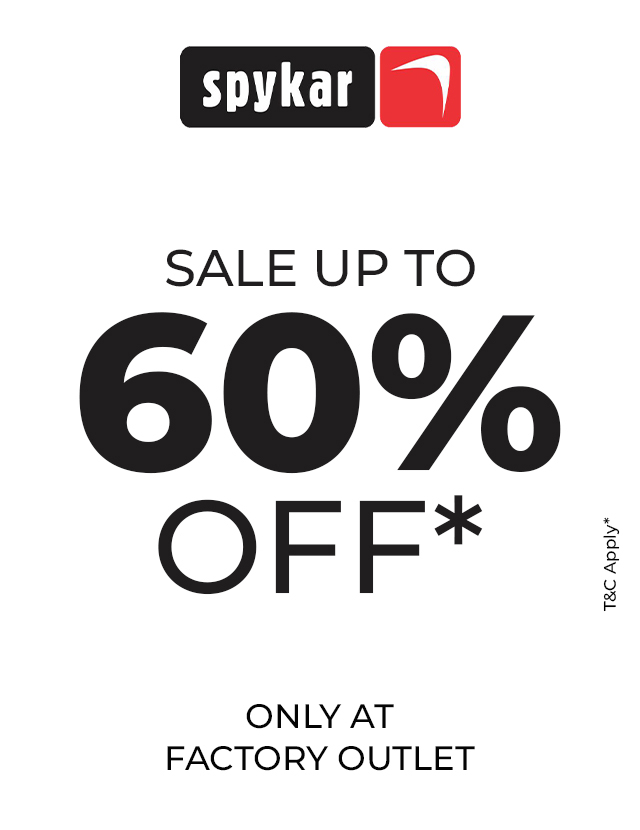 spykar
SALE UP TO
60%
OFF*
T&C Apply*
ONLY AT
FACTORY OUTLET